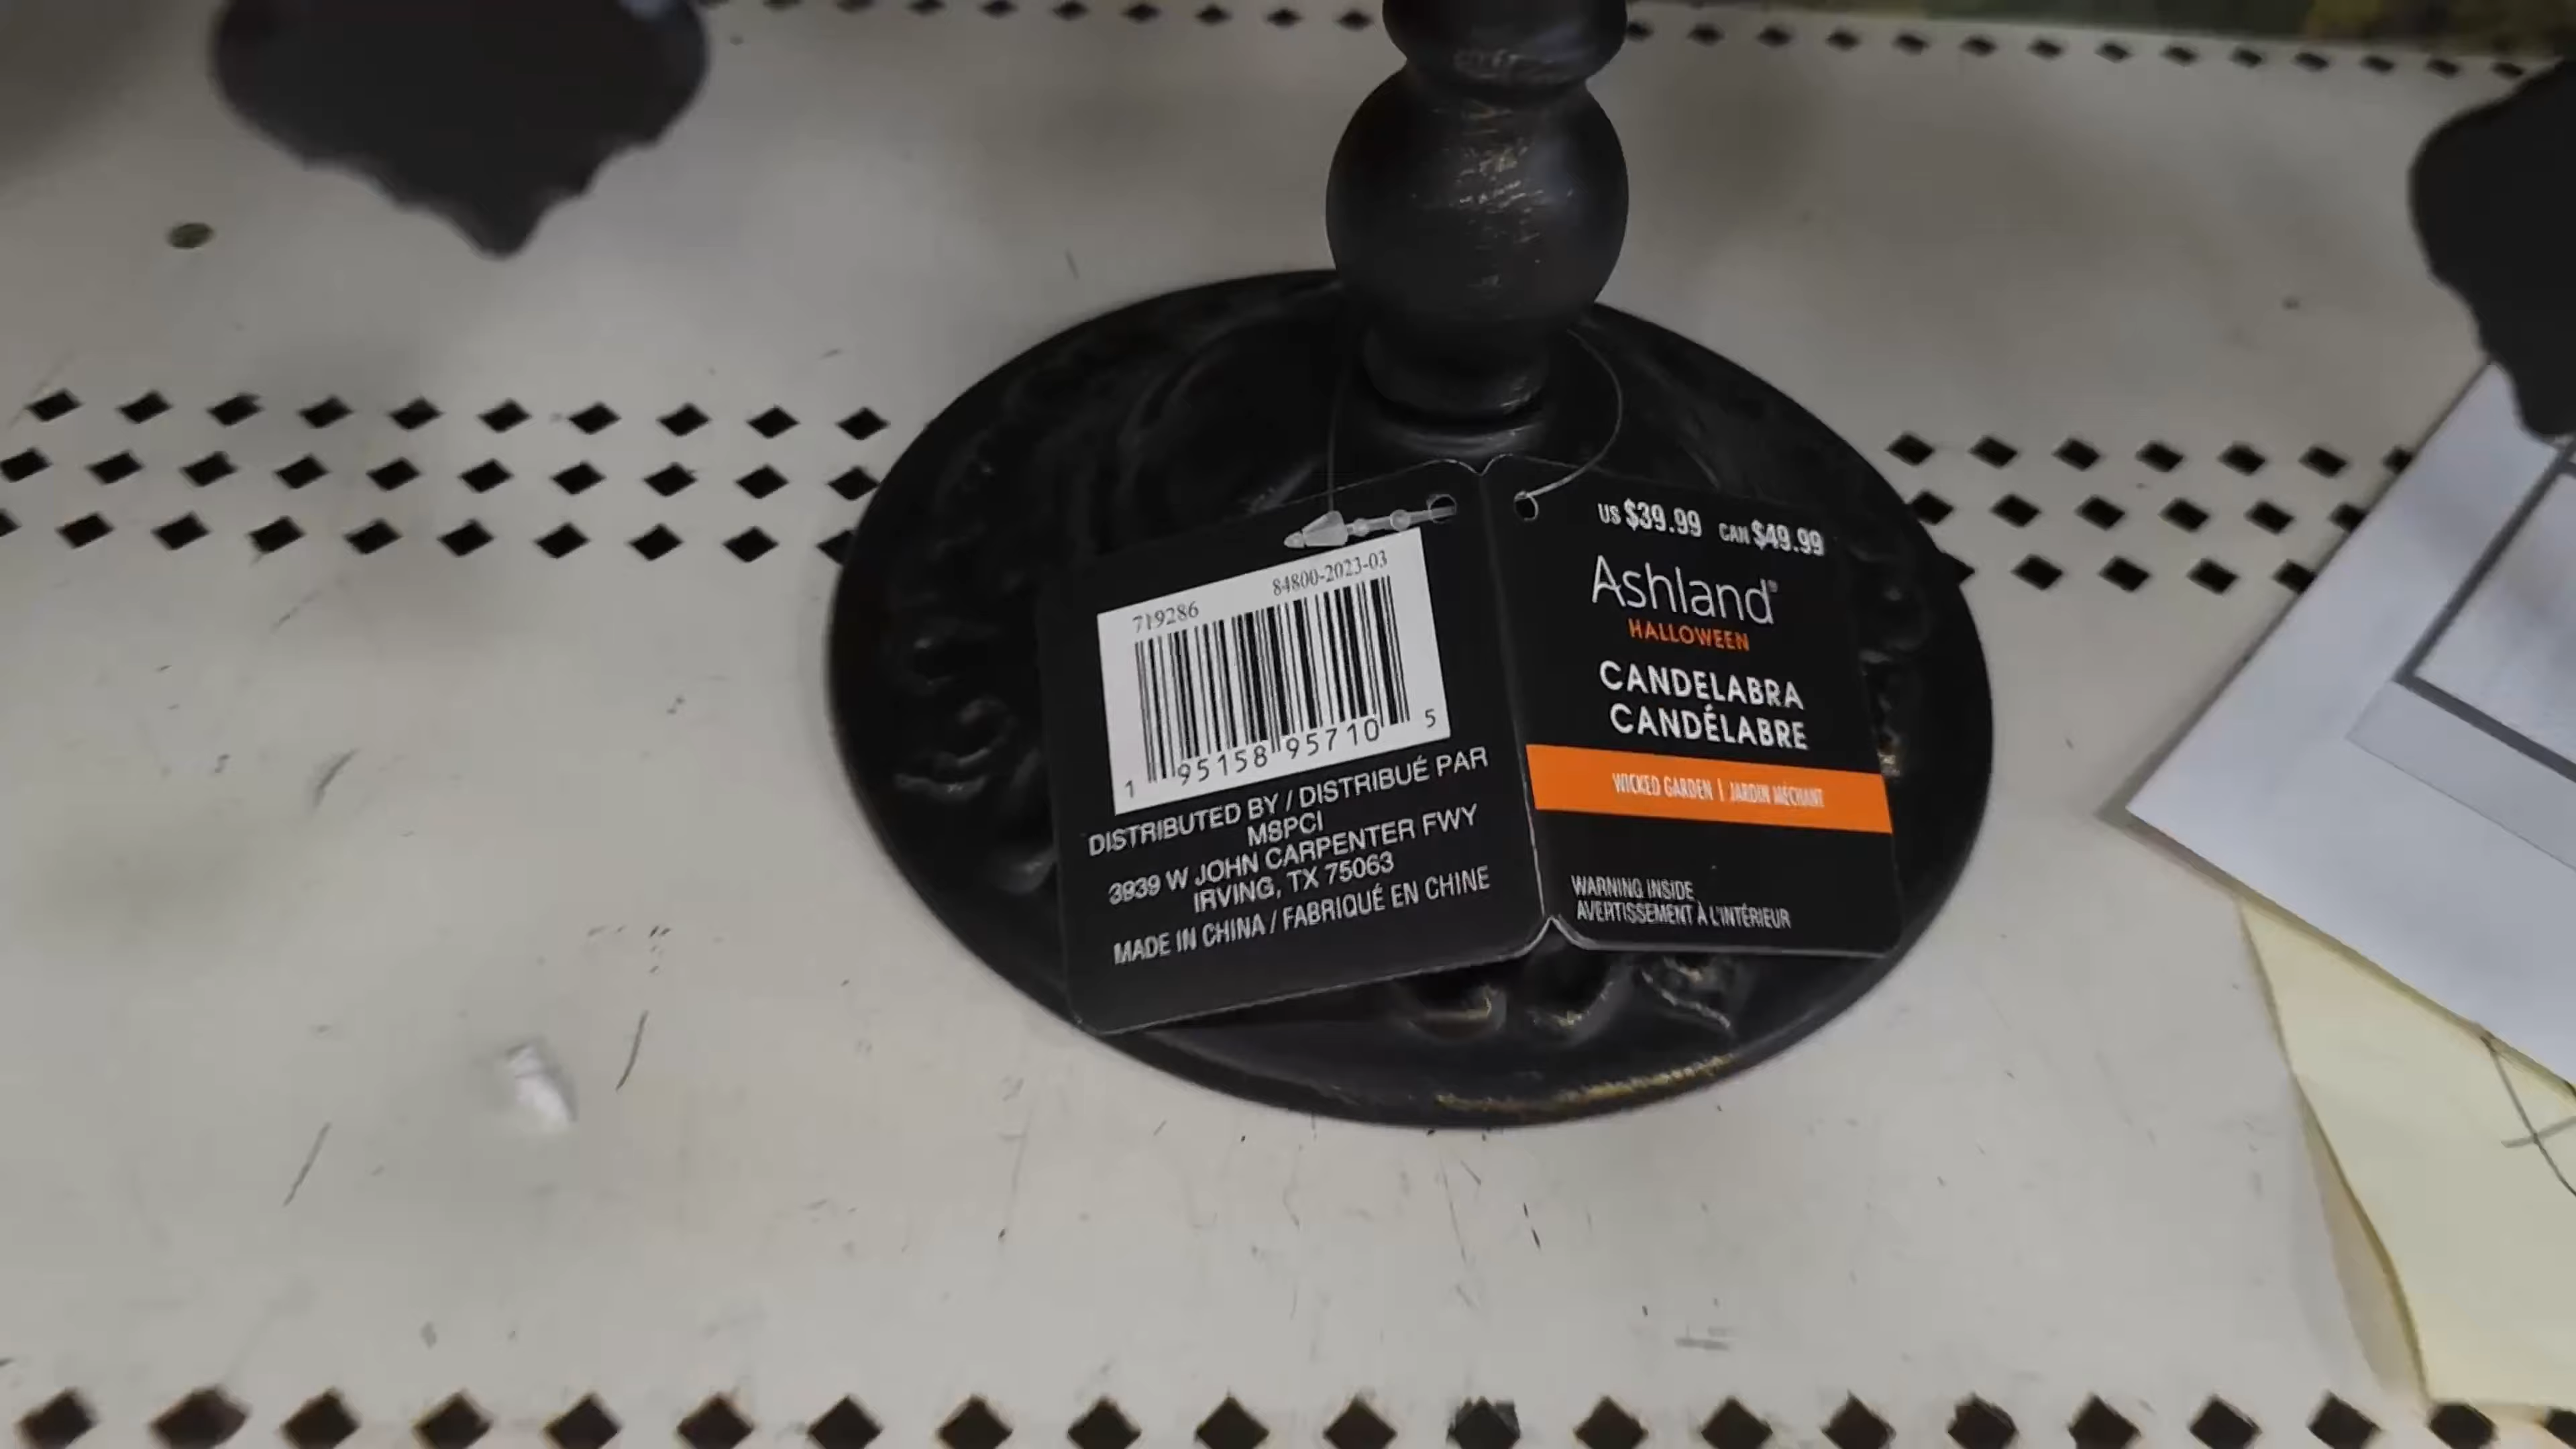 719286 84800-2023-03
1 95158 95710 5
DISTRIBUTED BY / DISTRIBUÉ PAR
MSPCI
3939 W JOHN CARPENTER FWY
IRVING, TX 75063
MADE IN CHINA / FABRIQUÉ EN CHINE
US $39.99 CAN $49.99
Ashland®
HALLOWEEN
CANDELABRA
CANDÉLABRE
WICKED GARDEN | JARDIN MÉCHANT
WARNING INSIDE
AVERTISSEMENT À L'INTÉRIEUR